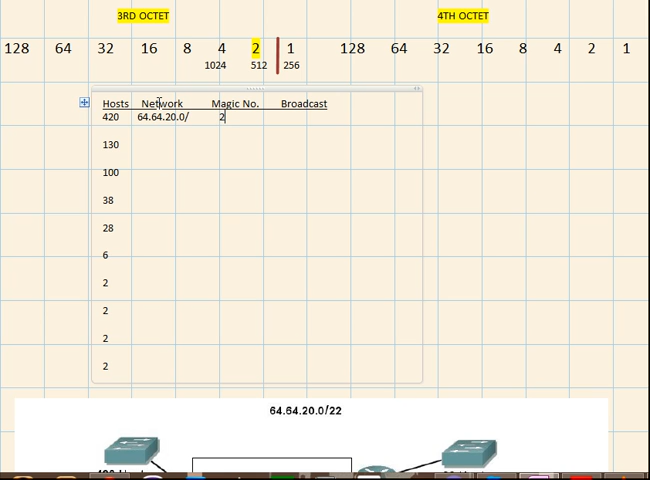 3RD OCTET 4TH OCTET
128 64 32 16 8 4 2 1 128 64 32 16 8 4 2 1
1024 512 256
Hosts Network Magic No. Broadcast
420 64.64.20.0/ 2
130
100
38
28
6
2
2
2
2
64.64.20.0/22